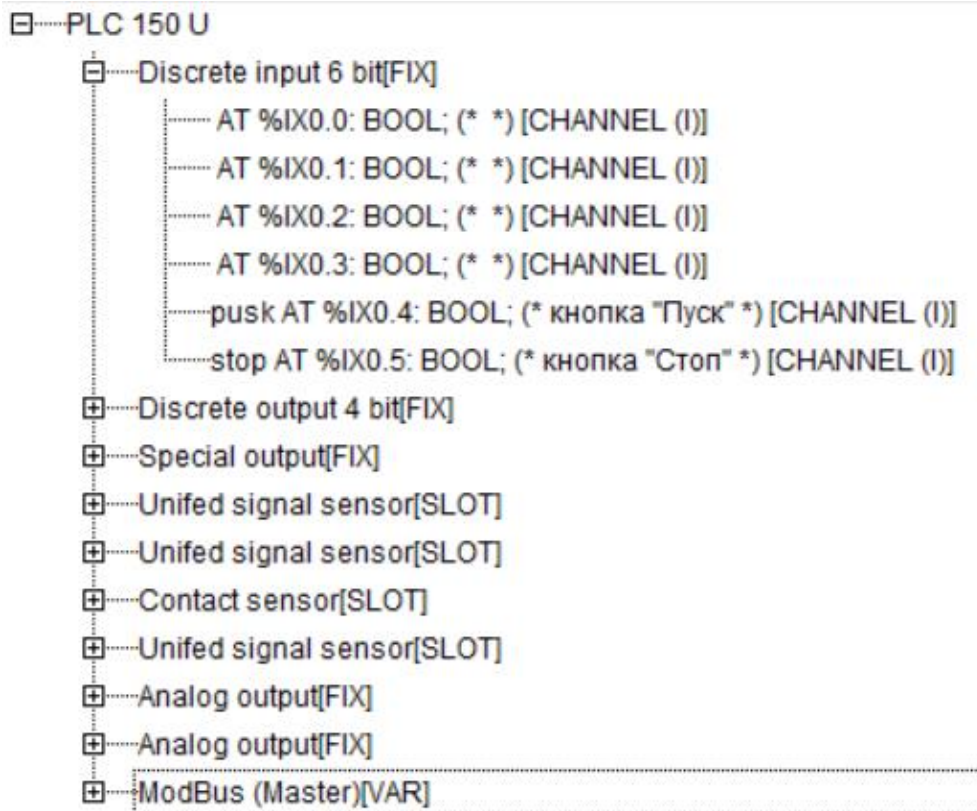 PLC 150 U
Discrete input 6 bit[FIX]
AT %IX0.0: BOOL; (* *) [CHANNEL (I)]
AT %IX0.1: BOOL; (* *) [CHANNEL (I)]
AT %IX0.2: BOOL; (* *) [CHANNEL (I)]
AT %IX0.3: BOOL; (* *) [CHANNEL (I)]
pusk AT %IX0.4: BOOL; (* кнопка "Пуск" *) [CHANNEL (I)]
stop AT %IX0.5: BOOL; (* кнопка "Стоп" *) [CHANNEL (I)]
Discrete output 4 bit[FIX]
Special output[FIX]
Unifed signal sensor[SLOT]
Unifed signal sensor[SLOT]
Contact sensor[SLOT]
Unifed signal sensor[SLOT]
Analog output[FIX]
Analog output[FIX]
ModBus (Master)[VAR]